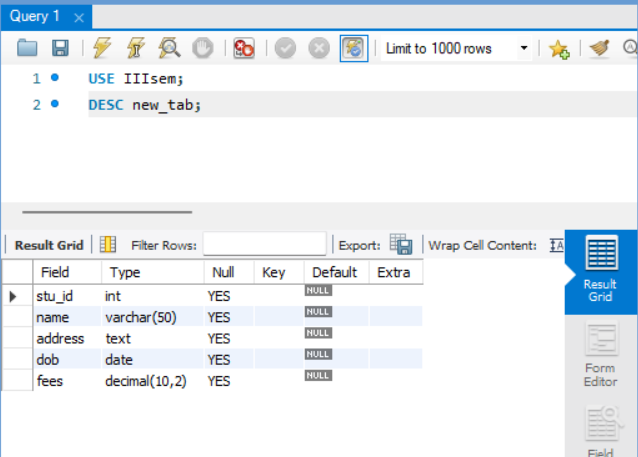 Query 1
Limit to 1000 rows
1 USE IIIsem;
2 DESC new_tab;
Result Grid Filter Rows: Export: Wrap Cell Content: IA
Field Type Null Key Default Extra
stu_id int YES NULL
name varchar(50) YES NULL
address text YES NULL
dob date YES NULL
fees decimal(10,2) YES NULL
Result
Grid
Form
Editor
Field